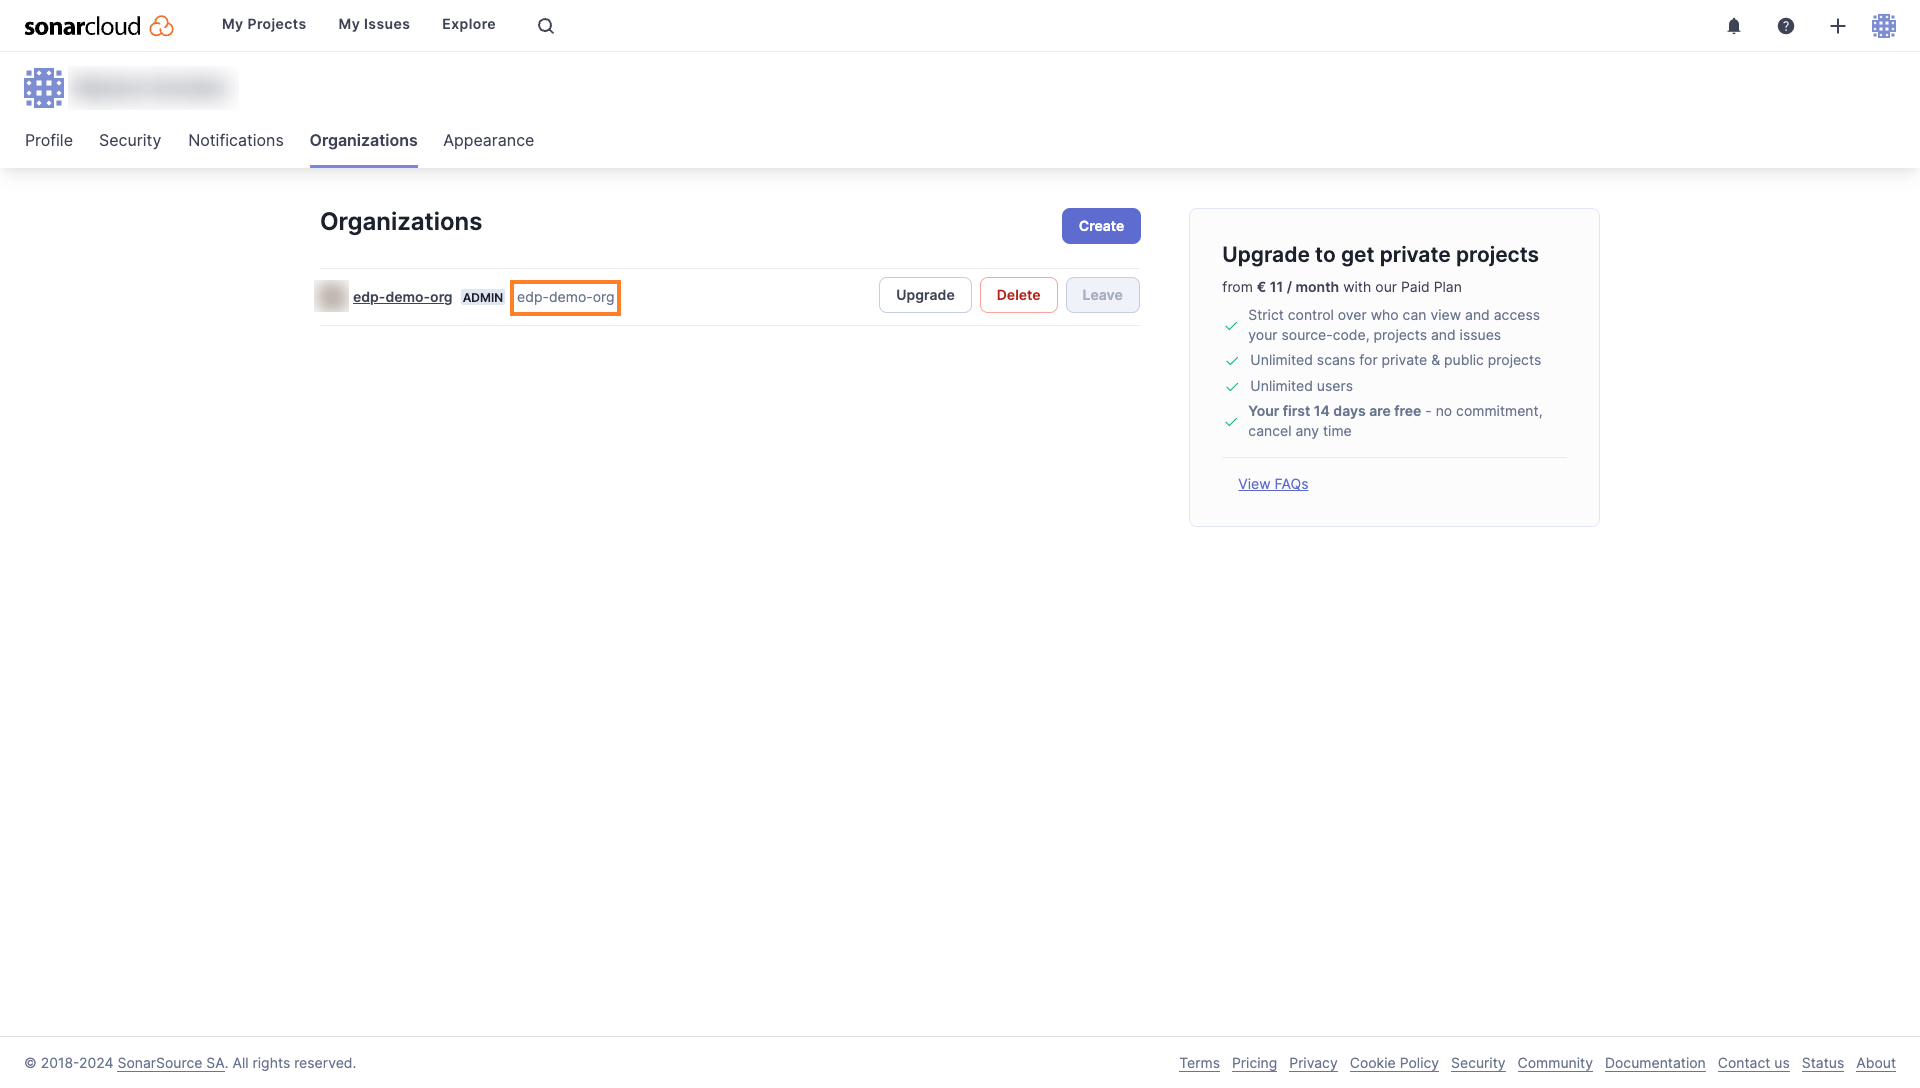 sonarcloud My Projects My Issues Explore
Profile Security Notifications Organizations Appearance
Organizations Create
edp-demo-org ADMIN edp-demo-org Upgrade Delete Leave
Upgrade to get private projects
from € 11 / month with our Paid Plan
Strict control over who can view and access
your source-code, projects and issues
Unlimited scans for private & public projects
Unlimited users
Your first 14 days are free - no commitment,
cancel any time
View FAQs
© 2018-2024 SonarSource SA. All rights reserved. Terms Privacy Pricing Cookie Policy Security Community Documentation Contact us Status About